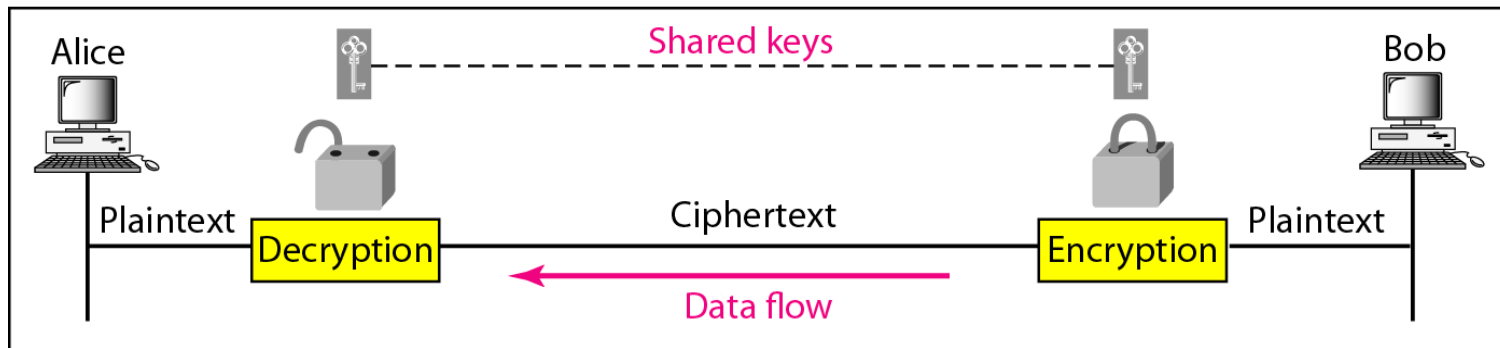 Alice
Shared keys
Bob
Plaintext
Decryption
Ciphertext
Encryption
Plaintext
Data flow